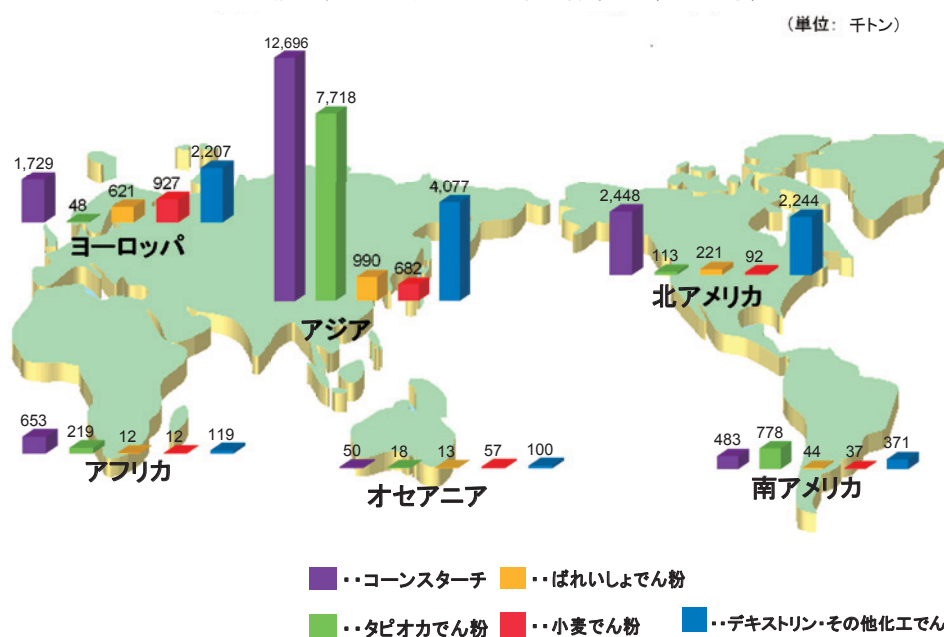 (単位: 千トン)
12,696
7,718
990
682
4,077
アジア
1,729
48
621
927
2,207
ヨーロッパ
2,448
113
221
92
2,244
北アメリカ
653
219
12
12
119
アフリカ
50
18
13
57
100
オセアニア
483
778
44
37
371
南アメリカ
‥コーンスターチ
‥ばれいしょでん粉
‥タピオカでん粉
‥小麦でん粉
‥デキストリン・その他化工でん